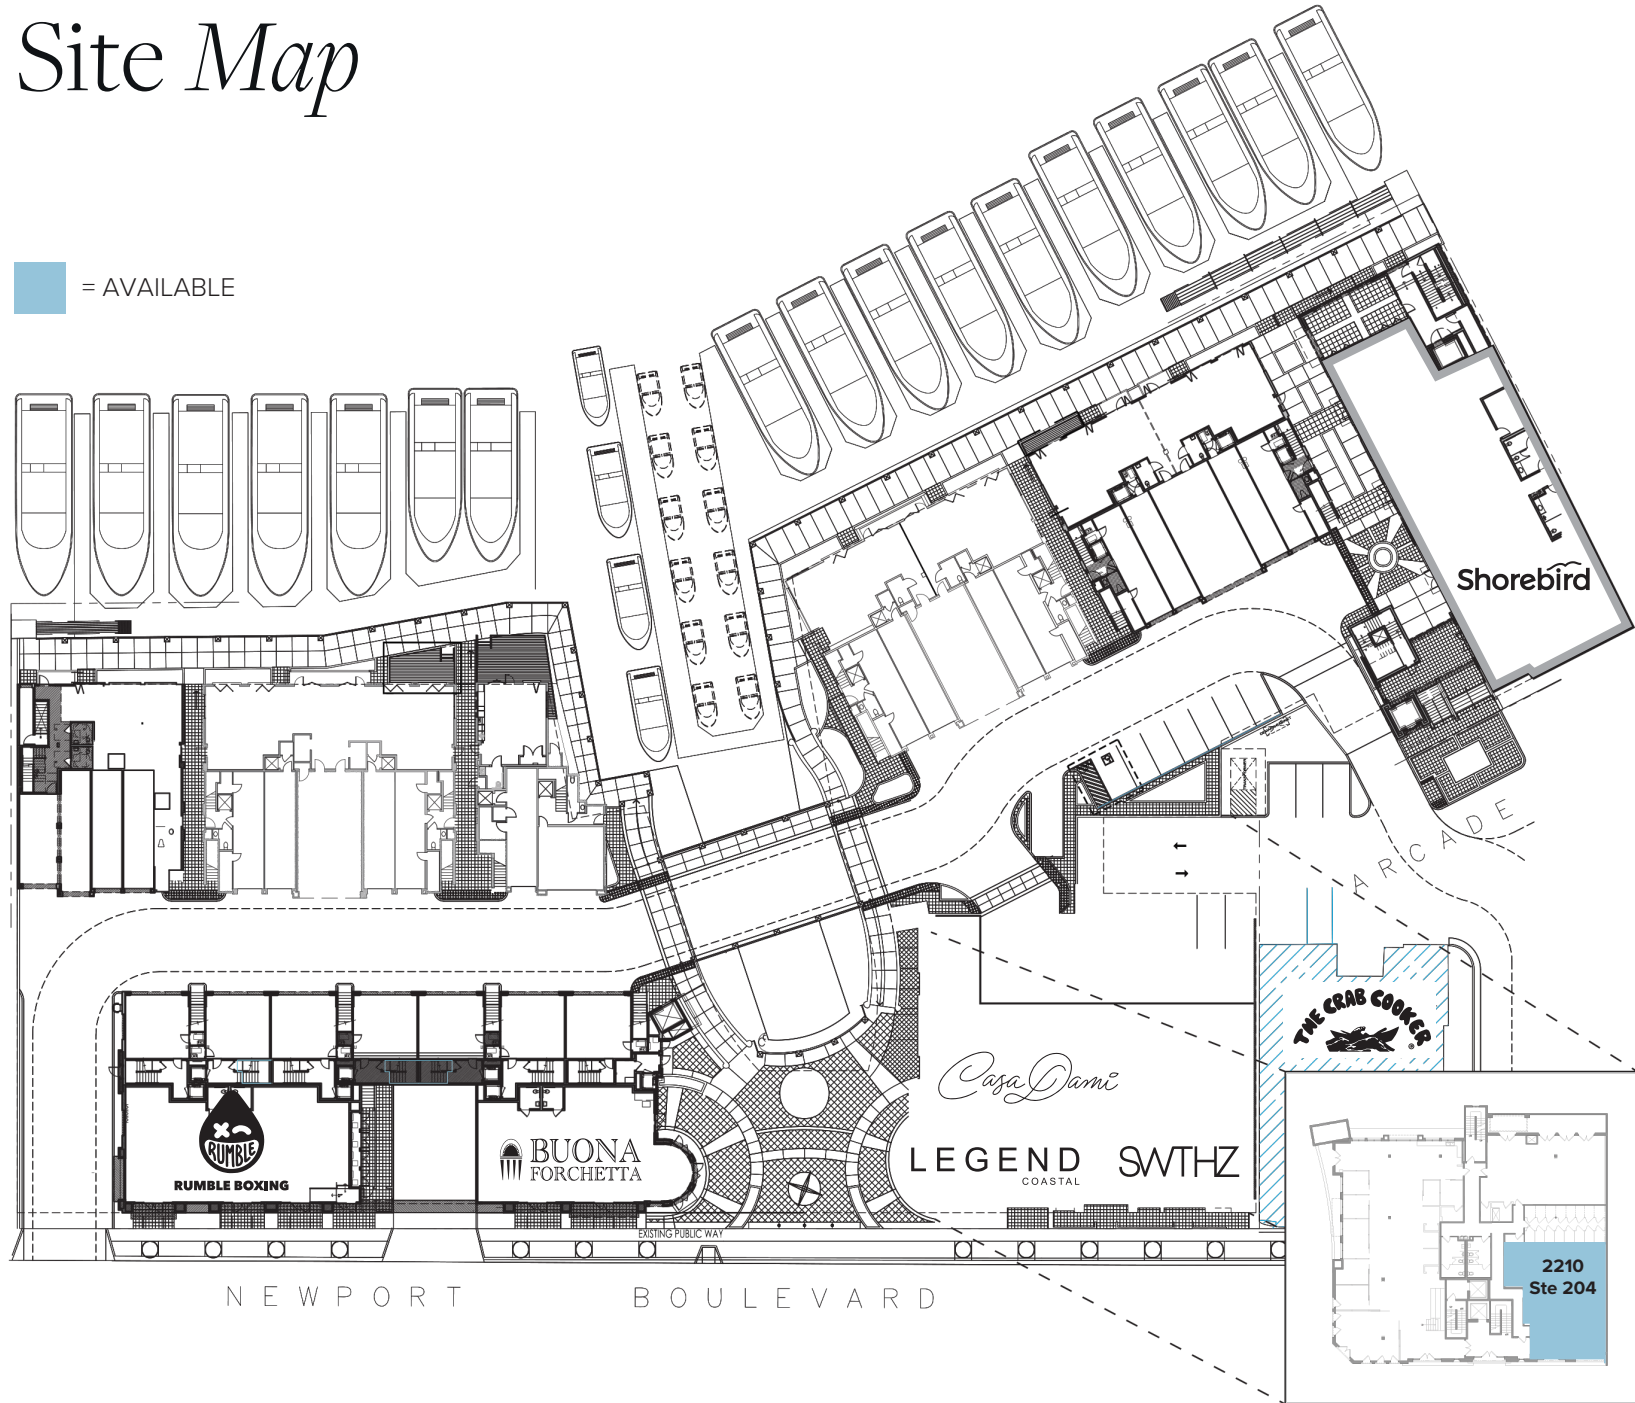 Site Map
= AVAILABLE
Shorebird
ARCADE
THE CRAB COOKER
®
Casa Dami
LEGEND
COASTAL
SWTHZ
RUMBLE
RUMBLE BOXING
BUONA
FORCHETTA
EXISTING PUBLIC WAY
NEWPORT BOULEVARD
2210
Ste 204